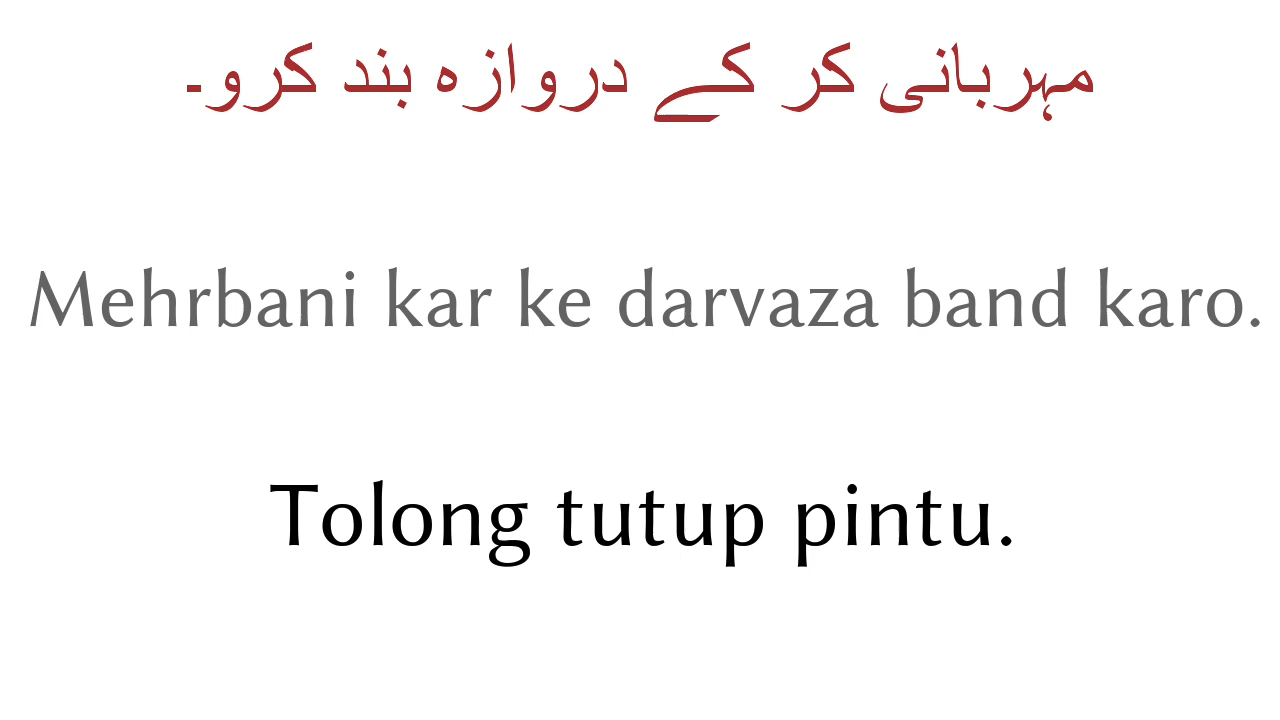 مہربانی کر کے دروازہ بند کرو۔
Mehrbani kar ke darvaza band karo.
Tolong tutup pintu.